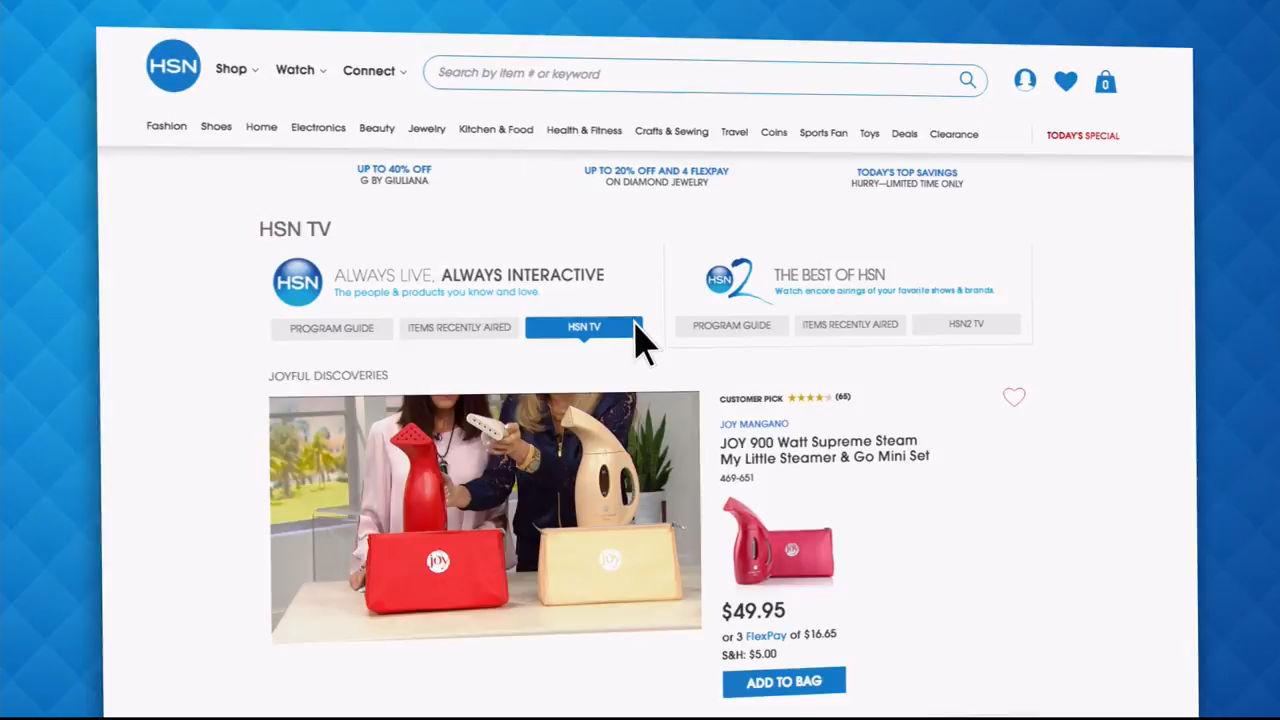 HSN
Shop
Watch
Connect
Search by item # or keyword
0
Fashion
Shoes
Home
Electronics
Beauty
Jewelry
Kitchen & Food
Health & Fitness
Crafts & Sewing
Travel
Coins
Sports Fan
Toys
Deals
Clearance
TODAY'S SPECIAL
UP TO 40% OFF
G BY GIULIANA
UP TO 20% OFF AND 4 FLEXPAY
ON DIAMOND JEWELRY
TODAY'S TOP SAVINGS
HURRY—LIMITED TIME ONLY
HSN TV
HSN
ALWAYS LIVE, ALWAYS INTERACTIVE
The people & products you know and love.
PROGRAM GUIDE
ITEMS RECENTLY AIRED
HSN TV
HSN2
THE BEST OF HSN
Watch encore airings of your favorite shows & brands.
PROGRAM GUIDE
ITEMS RECENTLY AIRED
HSN2 TV
JOYFUL DISCOVERIES
joy
CUSTOMER PICK
(65)
JOY MANGANO
JOY 900 Watt Supreme Steam
My Little Steamer & Go Mini Set
469-651
$49.95
or 3 FlexPay of $16.65
S&H: $5.00
ADD TO BAG